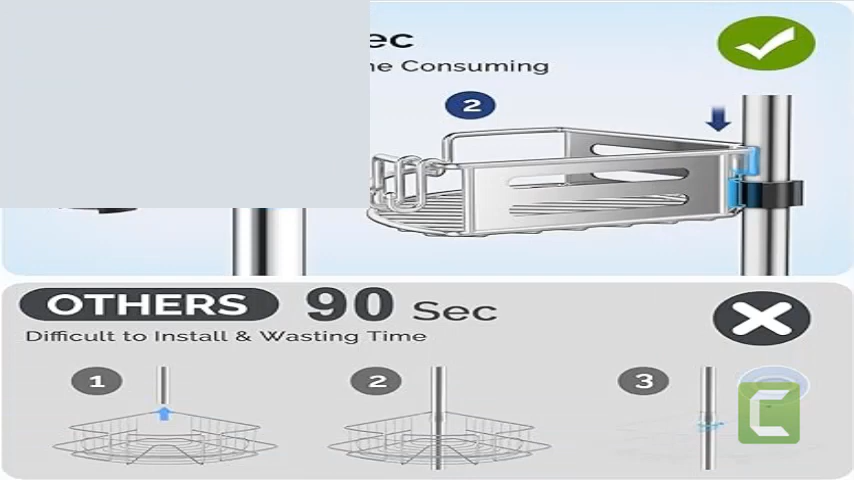 ec
ne Consuming
2
OTHERS 90 Sec
Difficult to Install & Wasting Time
1
2
3